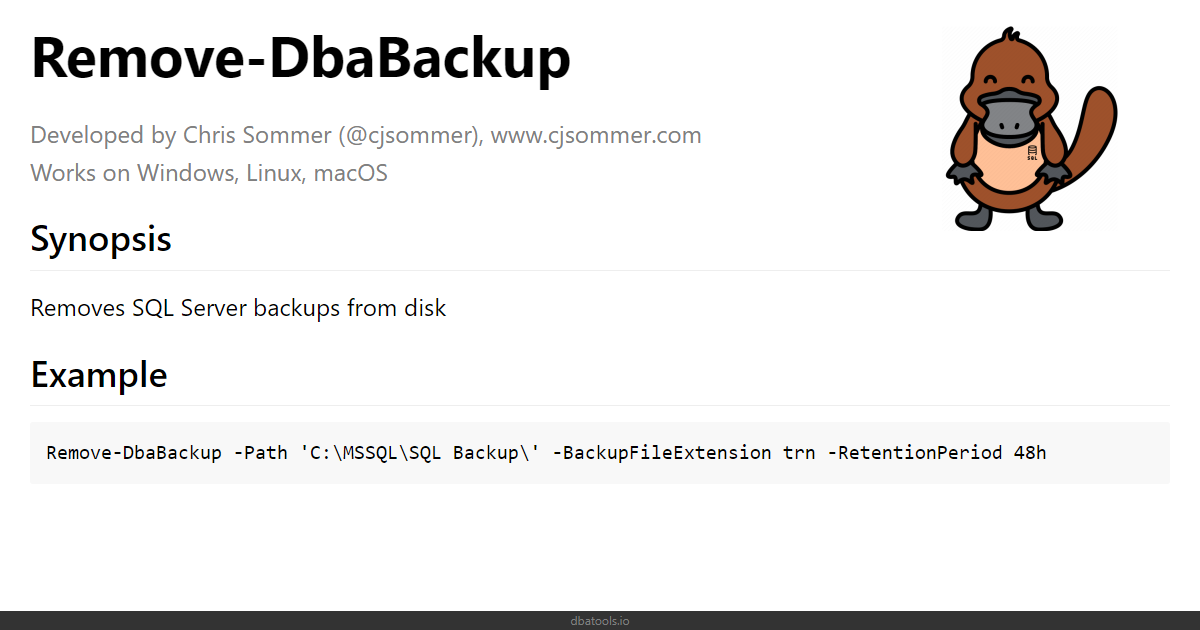 Remove-DbaBackup
Developed by Chris Sommer (@cjsommer), www.cjsommer.com
Works on Windows, Linux, macOS
SQL
Synopsis
Removes SQL Server backups from disk
Example
Remove-DbaBackup -Path 'C:\MSSQL\SQL Backup\' -BackupFileExtension trn -RetentionPeriod 48h
dbatools.io